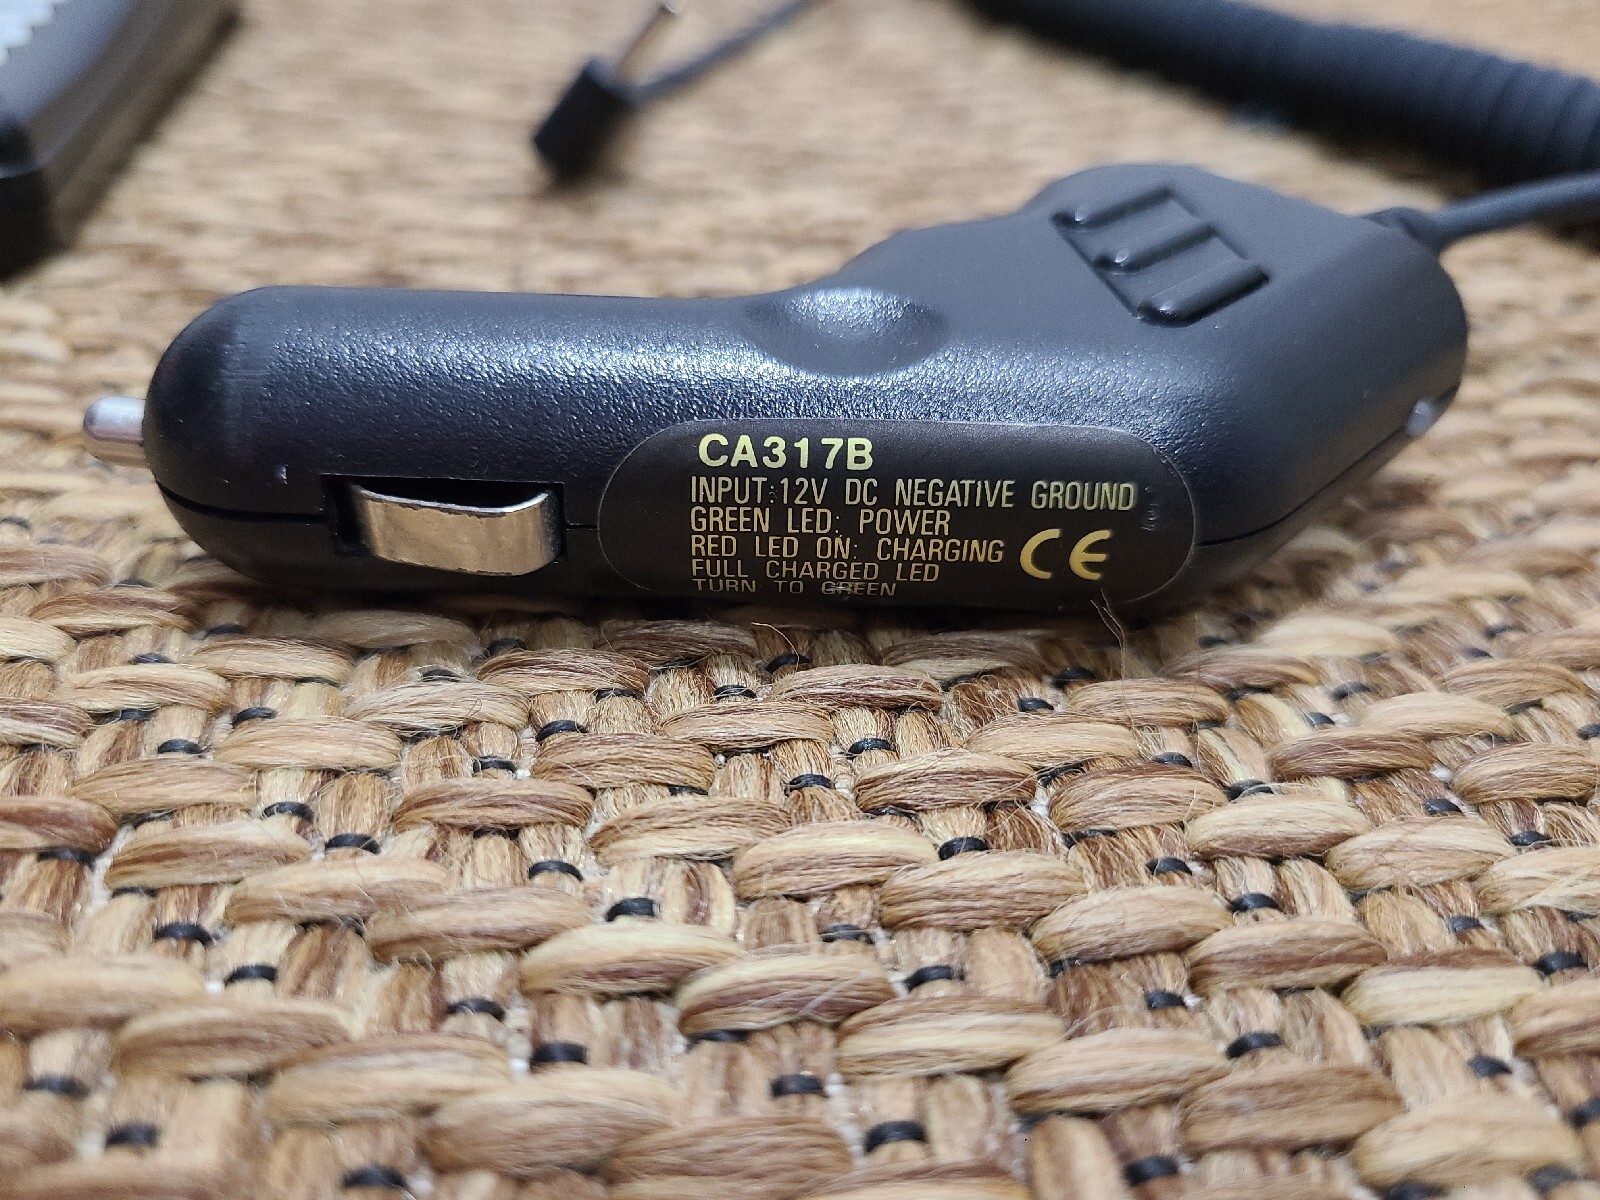 CA317B
INPUT:12V DC NEGATIVE GROUND
GREEN LED: POWER
RED LED ON: CHARGING
FULL CHARGED LED
TURN TO GREEN
CE